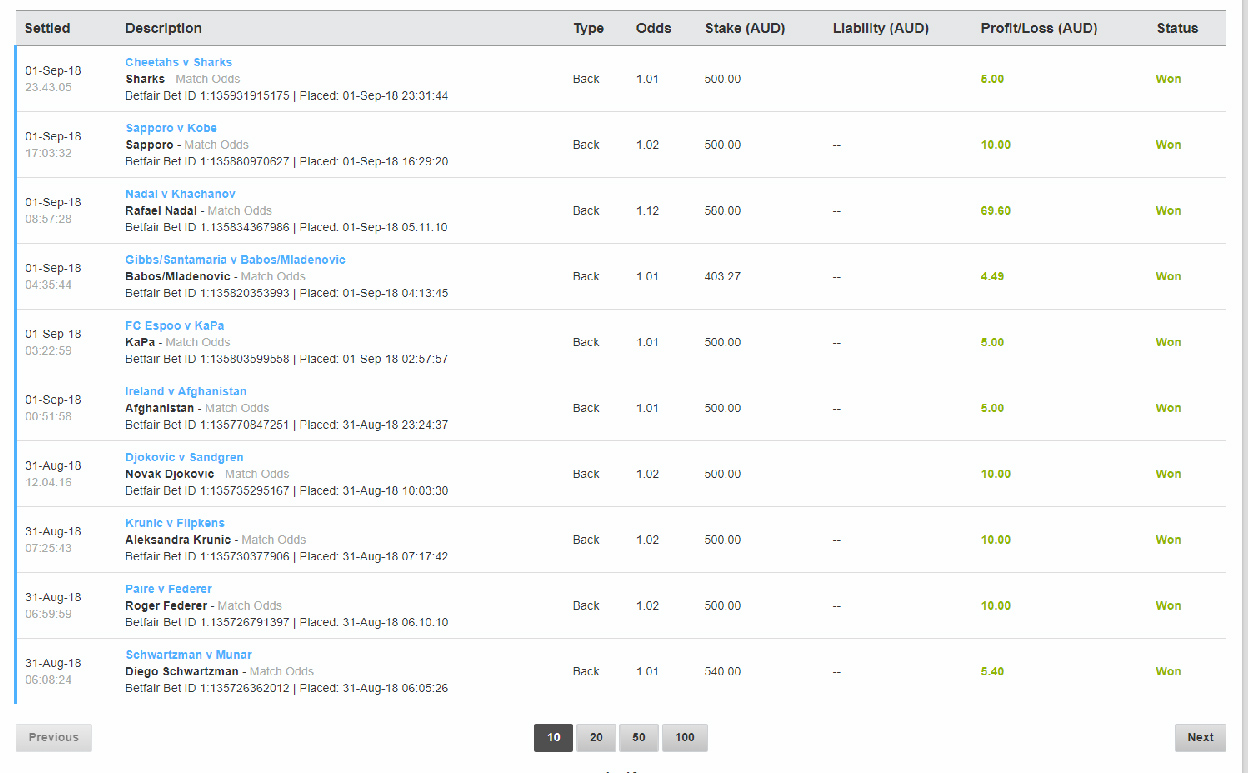 Settled Description Type Odds Stake (AUD) Liability (AUD) Profit/Loss (AUD) Status
Cheetahs v Sharks
01-Sep-18 Sharks - Match Odds Back 1.01 500.00 5.00 Won
23:43:05 Betfair Bet ID 1:135931915175 | Placed: 01-Sep-18 23:31:44
Sapporo v Kobe
01-Sep-18 Sapporo - Match Odds Back 1.02 500.00 -- 10.00 Won
17:03:32 Betfair Bet ID 1:135880970627 | Placed: 01-Sep-18 16:29:20
Nadal v Khachanov
01-Sep-18 Rafael Nadal - Match Odds Back 1.12 580.00 -- 69.60 Won
08:57:28 Betfair Bet ID 1:135834367986 | Placed: 01-Sep-18 05:11:10
Gibbs/Santamaria v Babos/Mladenovic
01-Sep-18 Babos/Mladenovic - Match Odds Back 1.01 403.27 -- 4.49 Won
04:35:44 Betfair Bet ID 1:135820353993 | Placed: 01-Sep-18 04:13:45
FC Espoo v KaPa
01-Sep-18 KaPa - Match Odds Back 1.01 500.00 -- 5.00 Won
03:22:59 Betfair Bet ID 1:135803599558 | Placed: 01-Sep-18 02:57:57
Ireland v Afghanistan
01-Sep-18 Afghanistan - Match Odds Back 1.01 500.00 -- 5.00 Won
00:51:58 Betfair Bet ID 1:135770847251 | Placed: 31-Aug-18 23:24:37
Djokovic v Sandgren
31-Aug-18 Novak Djokovic - Match Odds Back 1.02 500.00 10.00 Won
12:04:16 Betfair Bet ID 1:135735295167 | Placed: 31-Aug-18 10:03:30
Krunic v Flipkens
31-Aug-18 Aleksandra Krunic - Match Odds Back 1.02 500.00 -- 10.00 Won
07:25:43 Betfair Bet ID 1:135730377906 | Placed: 31-Aug-18 07:17:42
Paire v Federer
31-Aug-18 Roger Federer - Match Odds Back 1.02 500.00 -- 10.00 Won
06:59:59 Betfair Bet ID 1:135726791397 | Placed: 31-Aug-18 06:10:10
Schwartzman v Munar
31-Aug-18 Diego Schwartzman - Match Odds Back 1.01 540.00 -- 5.40 Won
06:08:24 Betfair Bet ID 1:135726362012 | Placed: 31-Aug-18 06:05:26
Previous 10 20 50 100 Next